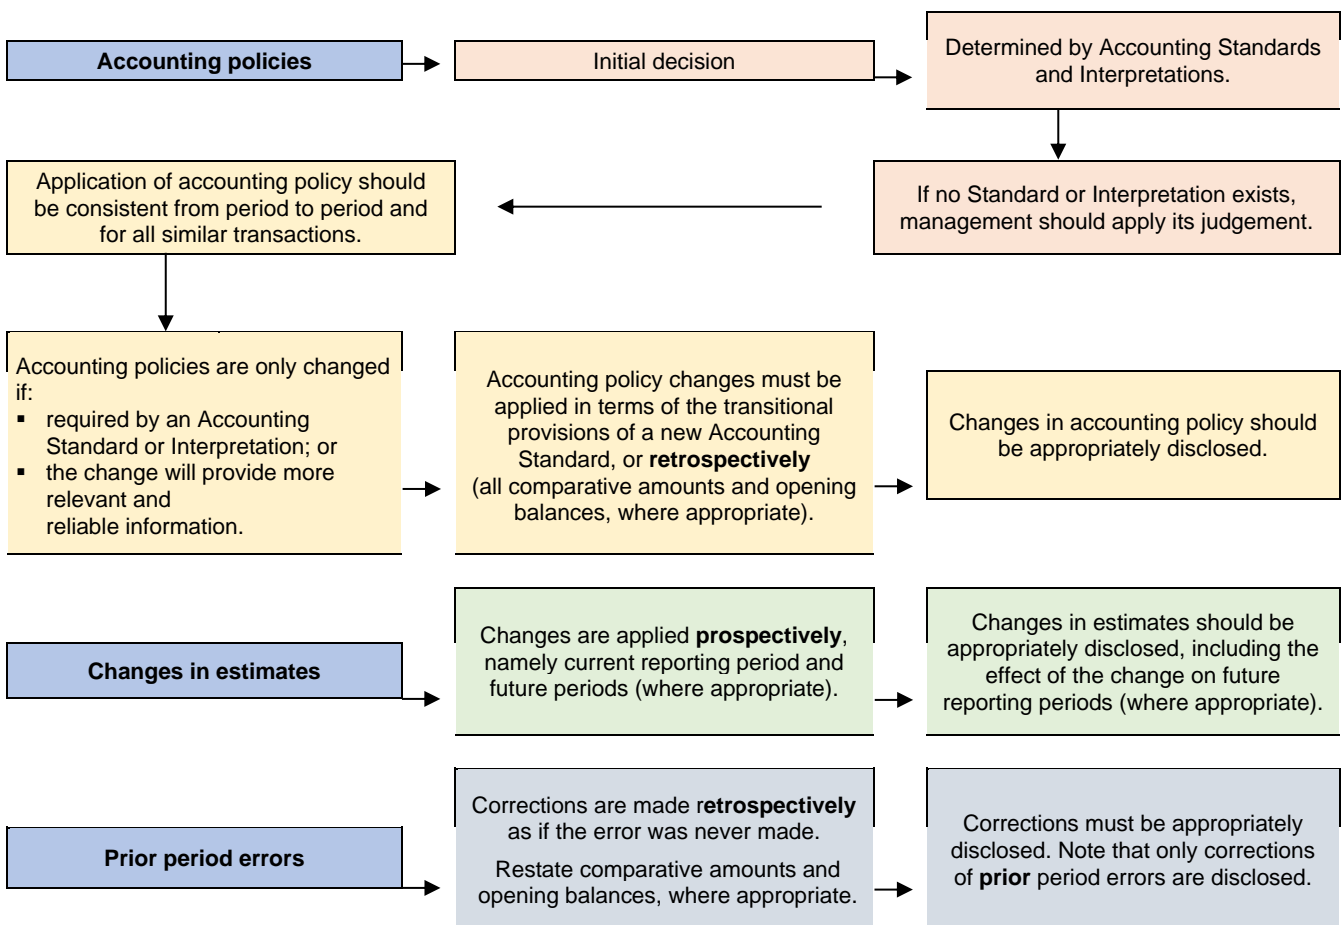 Accounting policies
Initial decision
Determined by Accounting Standards
and Interpretations.
Application of accounting policy should
be consistent from period to period and
for all similar transactions.
If no Standard or Interpretation exists,
management should apply its judgement.
Accounting policies are only changed
if:
▪ required by an Accounting
Standard or Interpretation; or
▪ the change will provide more
relevant and
reliable information.
Accounting policy changes must be
applied in terms of the transitional
provisions of a new Accounting
Standard, or retrospectively
(all comparative amounts and opening
balances, where appropriate).
Changes in accounting policy should
be appropriately disclosed.
Changes in estimates
Changes are applied prospectively,
namely current reporting period and
future periods (where appropriate).
Changes in estimates should be
appropriately disclosed, including the
effect of the change on future
reporting periods (where appropriate).
Prior period errors
Corrections are made retrospectively
as if the error was never made.
Restate comparative amounts and
opening balances, where appropriate.
Corrections must be appropriately
disclosed. Note that only corrections
of prior period errors are disclosed.